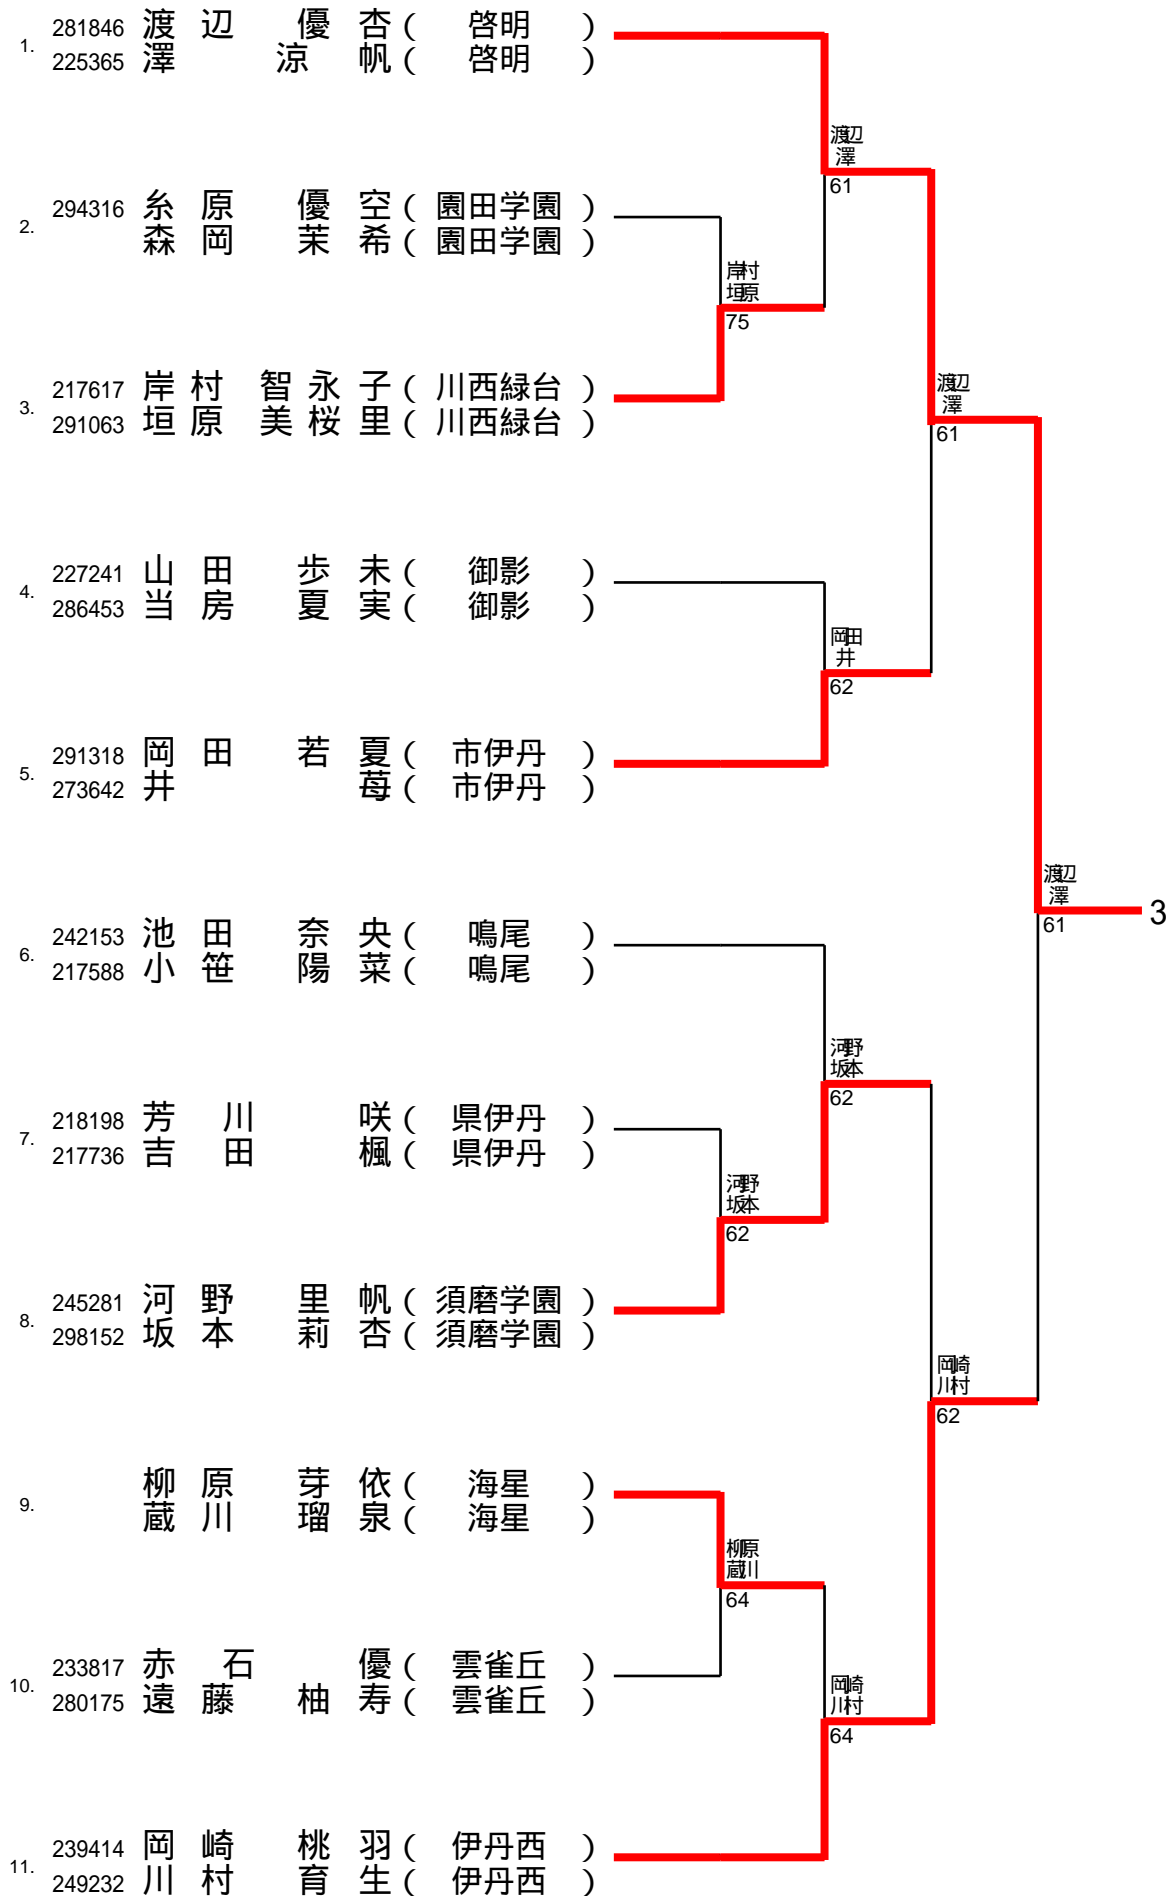 1. 281846 渡辺 優杏 ( 啓明 )
225365 澤 涼帆 ( 啓明 )
渡辺
澤
61
2. 294316 糸原 優空 ( 園田学園 )
森岡 茉希 ( 園田学園 )
岸村
垣原
75
3. 217617 岸村 智永子 ( 川西緑台 )
291063 垣原 美桜里 ( 川西緑台 )
渡辺
澤
61
4. 227241 山田 歩未 ( 御影 )
286453 当房 夏実 ( 御影 )
岡田
井
62
5. 291318 岡田 若夏 ( 市伊丹 )
273642 井 苺 ( 市伊丹 )
渡辺
澤
61
3
6. 242153 池田 奈央 ( 鳴尾 )
217588 小笹 陽菜 ( 鳴尾 )
河野
坂本
62
7. 218198 芳川 咲 ( 県伊丹 )
217736 吉田 楓 ( 県伊丹 )
河野
坂本
62
8. 245281 河野 里帆 ( 須磨学園 )
298152 坂本 莉杏 ( 須磨学園 )
岡崎
川村
62
9. 柳原 芽依 ( 海星 )
蔵川 瑠泉 ( 海星 )
柳原
蔵川
64
10. 233817 赤石 優 ( 雲雀丘 )
280175 遠藤 柚寿 ( 雲雀丘 )
岡崎
川村
64
11. 239414 岡崎 桃羽 ( 伊丹西 )
249232 川村 育生 ( 伊丹西 )